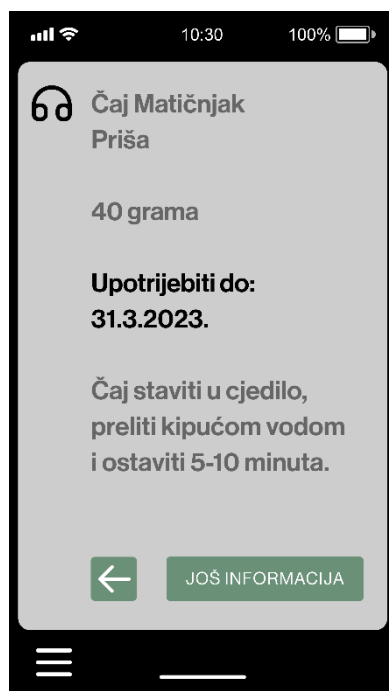 10:30
100%
Čaj Matičnjak
Priša
40 grama
Upotrijebiti do:
31.3.2023.
Čaj staviti u cjedilo,
preliti kipućom vodom
i ostaviti 5-10 minuta.
JOŠ INFORMACIJA